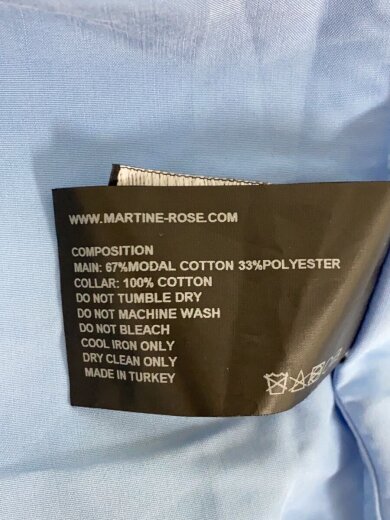 WWW.MARTINE-ROSE.COM
COMPOSITION
MAIN: 67%MODAL COTTON 33%POLYESTER
COLLAR: 100% COTTON
DO NOT TUMBLE DRY
DO NOT MACHINE WASH
DO NOT BLEACH
COOL IRON ONLY
DRY CLEAN ONLY
MADE IN TURKEY